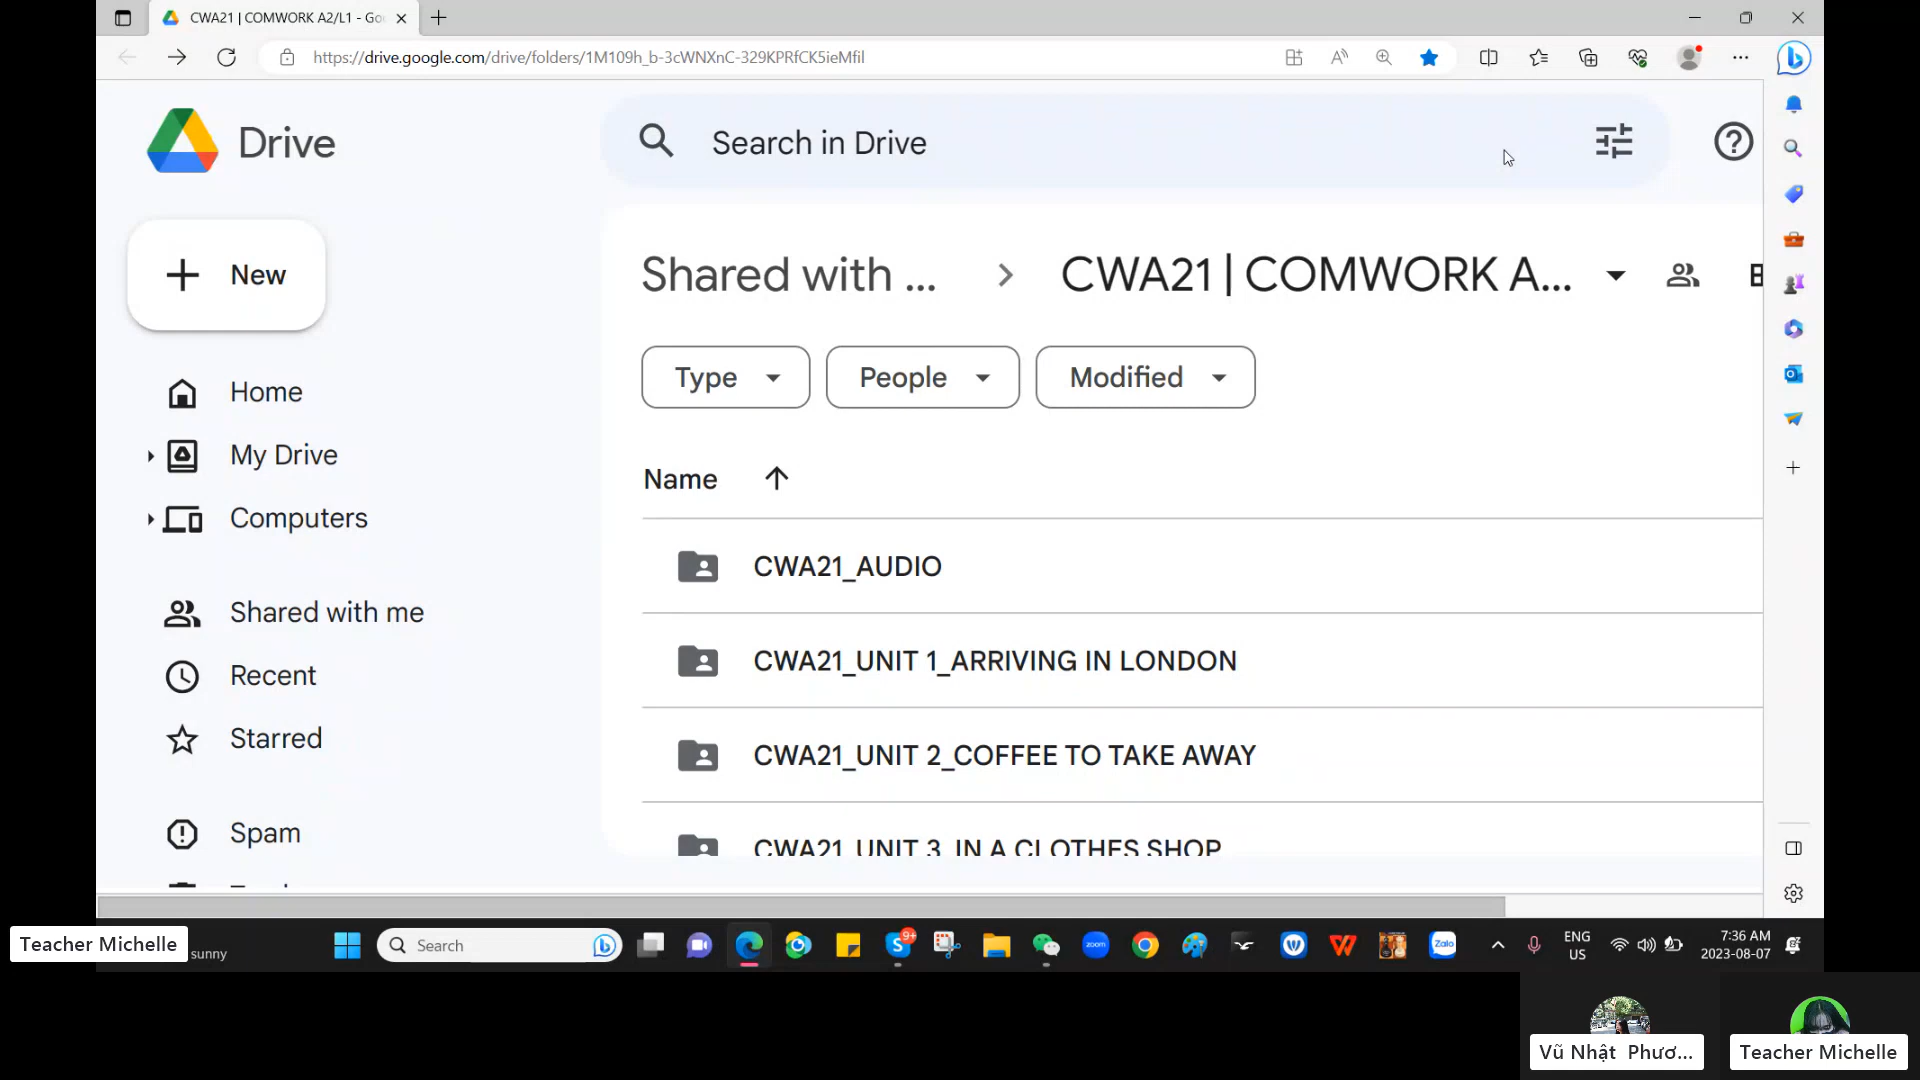 CWA21 | COMWORK A2/L1 - Go
https://drive.google.com/drive/folders/1M109h_b-3cWNXnC-329KPRfCK5ieMfil
Drive
Search in Drive
New
Shared with ...
CWA21 | COMWORK A...
Type
People
Modified
Home
My Drive
Computers
Shared with me
Recent
Starred
Spam
Name
CWA21_AUDIO
CWA21_UNIT 1_ARRIVING IN LONDON
CWA21_UNIT 2_COFFEE TO TAKE AWAY
CWA21_UNIT 3_IN A CLOTHES SHOP
Teacher Michelle
sunny
Search
9+
zoom
Zalo
ENG
US
7:36 AM
2023-08-07
Vũ Nhật Phươ...
Teacher Michelle